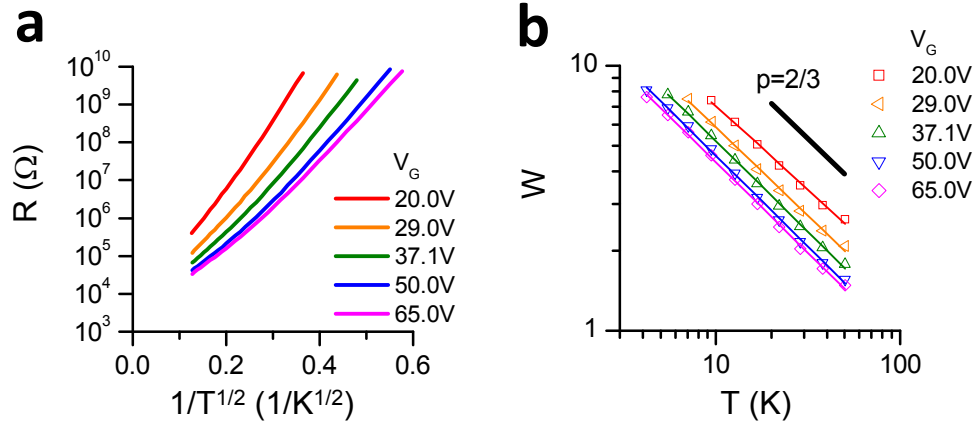 a
10^10
10^9
10^8
10^7
10^6
10^5
10^4
10^3
R (Ω)
0.0 0.2 0.4 0.6
1/T^1/2 (1/K^1/2)
V_G
20.0V
29.0V
37.1V
50.0V
65.0V
b
10
1
W
10 100
T (K)
p=2/3
V_G
20.0V
29.0V
37.1V
50.0V
65.0V